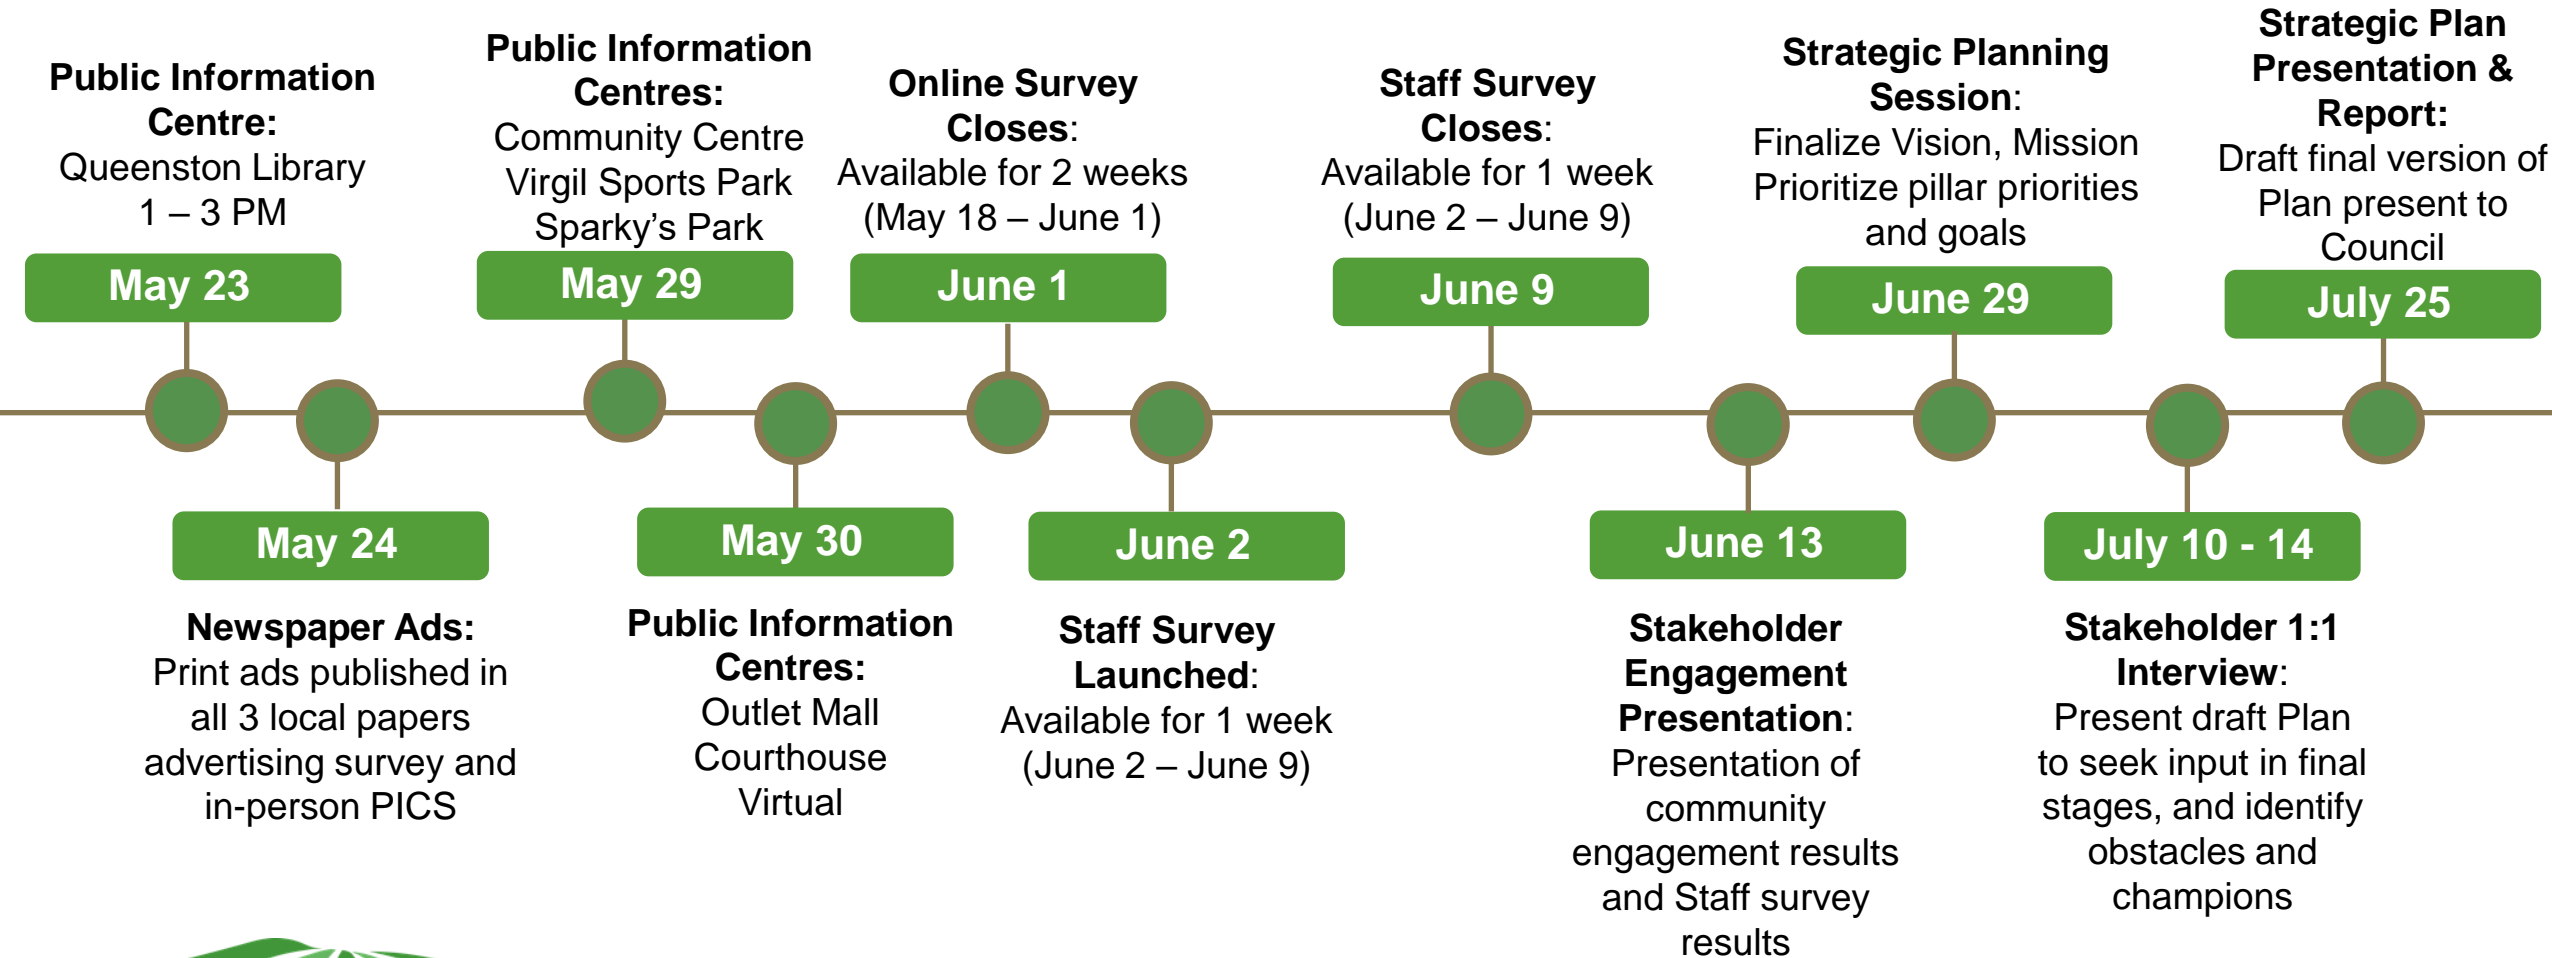 Public Information
Centre:
Queenston Library
1 – 3 PM
May 23
Public Information
Centres:
Community Centre
Virgil Sports Park
Sparky's Park
May 29
Online Survey
Closes:
Available for 2 weeks
(May 18 – June 1)
June 1
Staff Survey
Closes:
Available for 1 week
(June 2 – June 9)
June 9
Strategic Planning
Session:
Finalize Vision, Mission
Prioritize pillar priorities
and goals
June 29
Strategic Plan
Presentation &
Report:
Draft final version of
Plan present to
Council
July 25
May 24
Newspaper Ads:
Print ads published in
all 3 local papers
advertising survey and
in-person PICS
May 30
Public Information
Centres:
Outlet Mall
Courthouse
Virtual
June 2
Staff Survey
Launched:
Available for 1 week
(June 2 – June 9)
June 13
Stakeholder
Engagement
Presentation:
Presentation of
community
engagement results
and Staff survey
results
July 10 - 14
Stakeholder 1:1
Interview:
Present draft Plan
to seek input in final
stages, and identify
obstacles and
champions